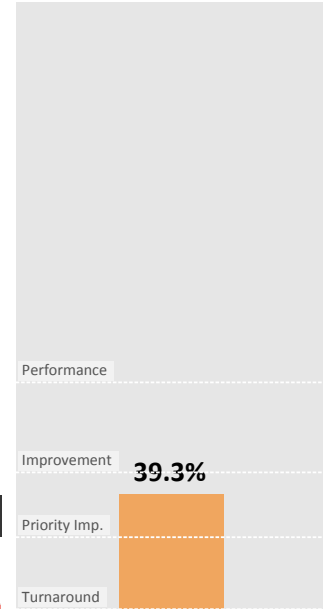 Performance
Improvement
39.3%
Priority Imp.
Turnaround